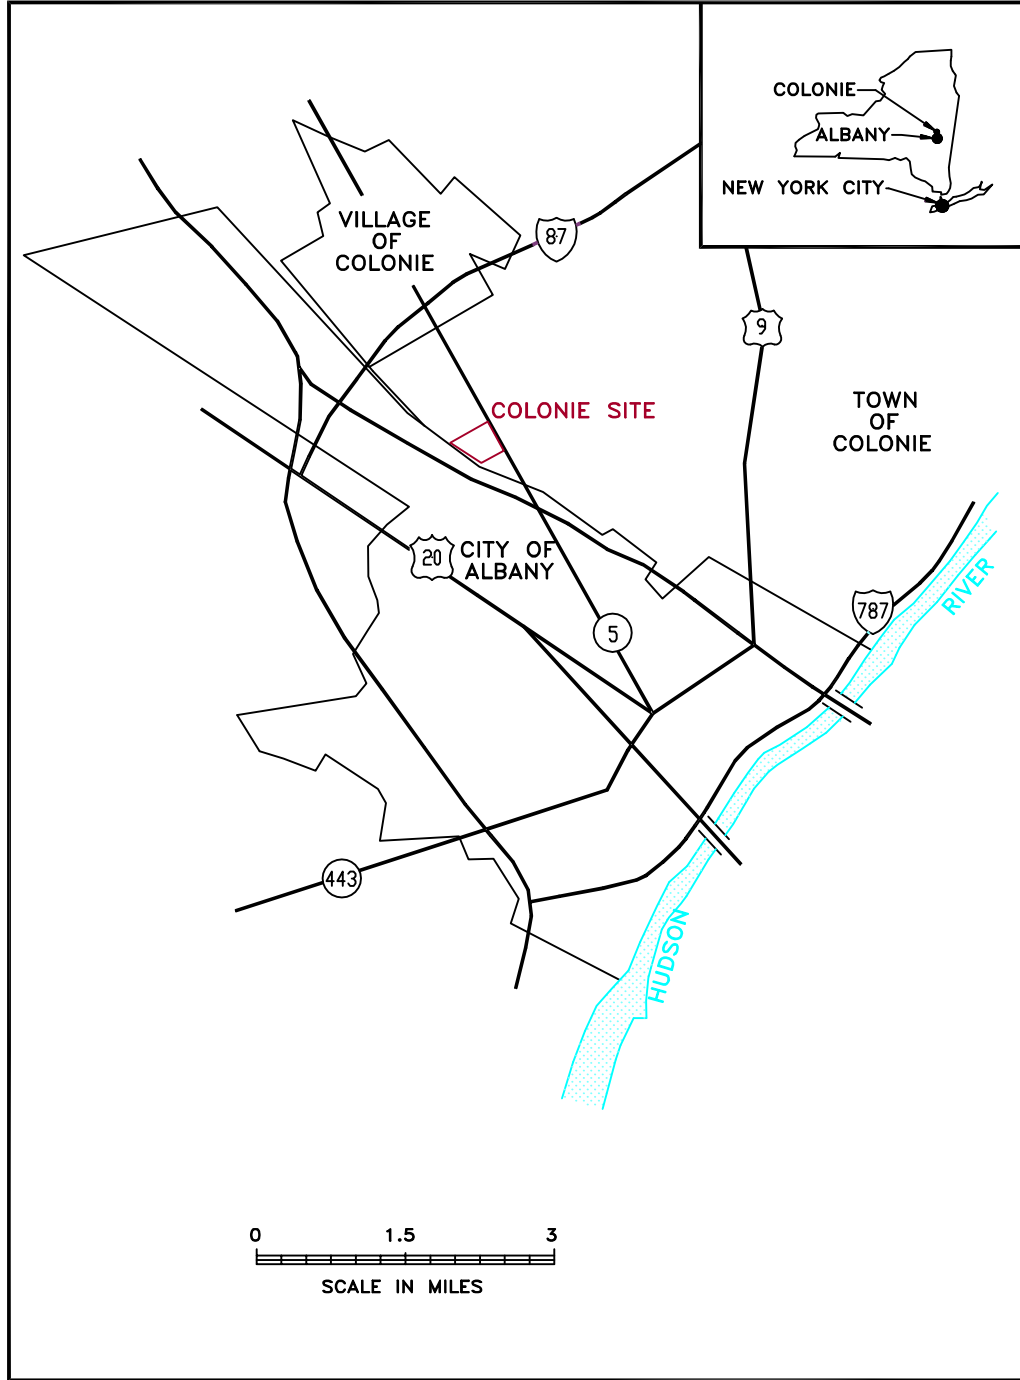 COLONIE
ALBANY
NEW YORK CITY
VILLAGE
OF
COLONIE
87
9
COLONIE SITE
TOWN
OF
COLONIE
20
CITY OF
ALBANY
5
787
RIVER
443
HUDSON
0 1.5 3
SCALE IN MILES